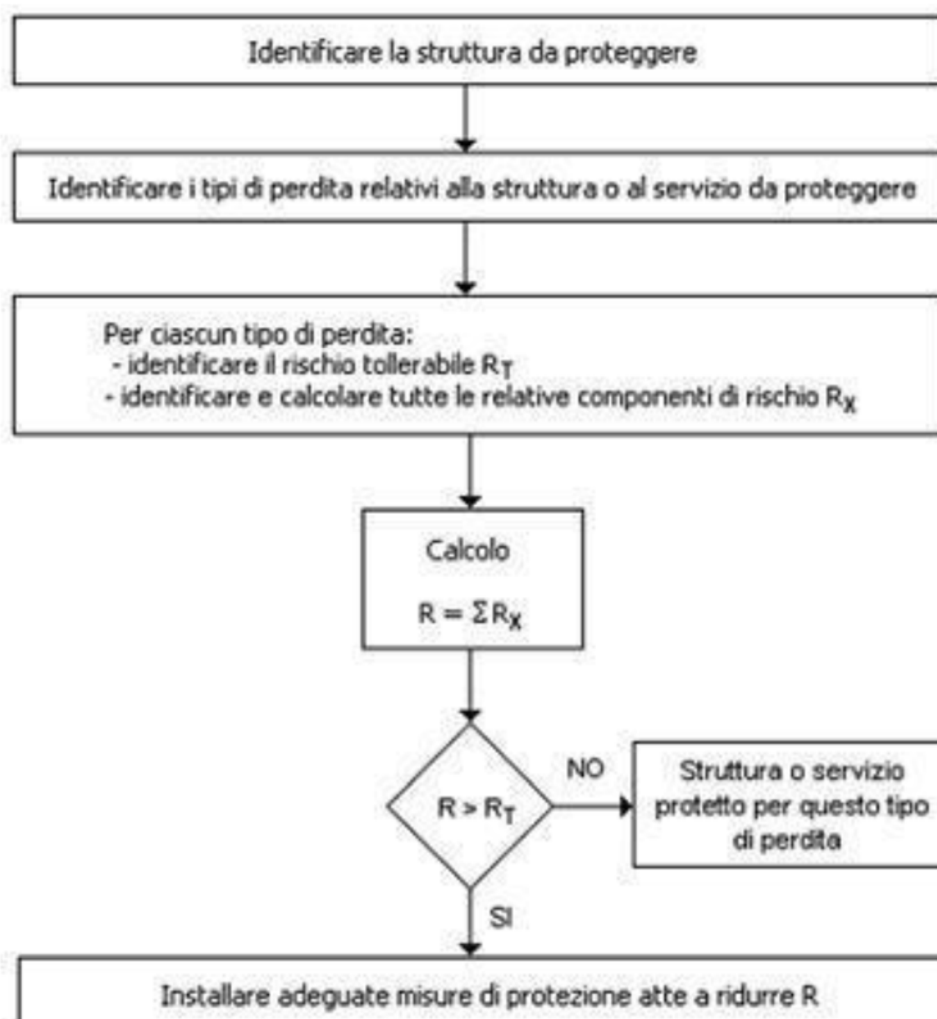 Identificare la struttura da proteggere
Identificare i tipi di perdita relativi alla struttura o al servizio da proteggere
Per ciascun tipo di perdita:
- identificare il rischio tollerabile RT
- identificare e calcolare tutte le relative componenti di rischio RX
Calcolo
R = ΣRX
R > RT
NO
Struttura o servizio
protetto per questo tipo
di perdita
SI
Installare adeguate misure di protezione atte a ridurre R